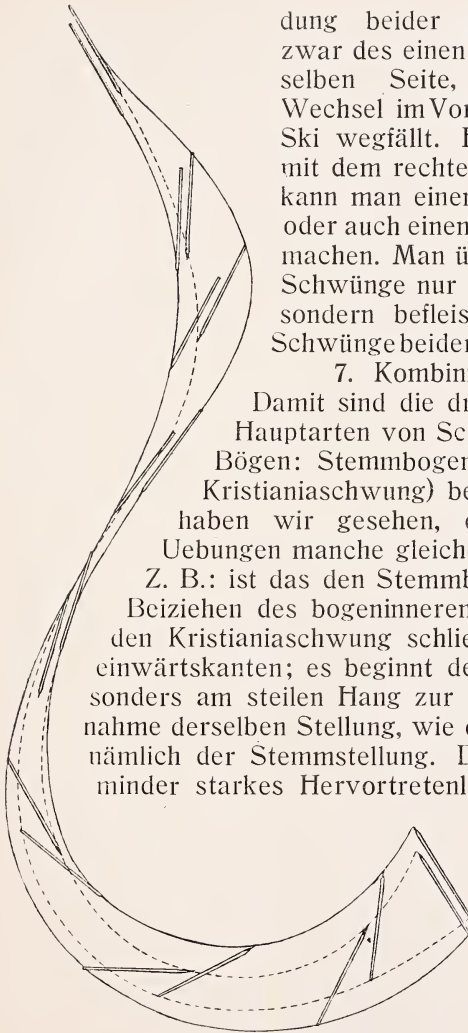 dung beider
zwar des einen
selben Seite,
Wechsel im Vor
Ski wegfällt.
mit dem rechte
kann man einen
oder auch einen
machen. Man ü
Schwünge nur
sondern befleis
Schwünge beider
7. Kombin
Damit sind die dr
Hauptarten von Sc
Bögen: Stemmbogen
Kristianiaschwung) be
haben wir gesehen,
Uebungen manche gleich
Z. B.: ist das den Stemmb
Beiziehen des bogeninneren
den Kristianiaschwung schlie
einwärtskanten; es beginnt de
sonders am steilen Hang zur
nahme derselben Stellung, wie
nämlich der Stemmstellung. D
minder starkes Hervortretenl